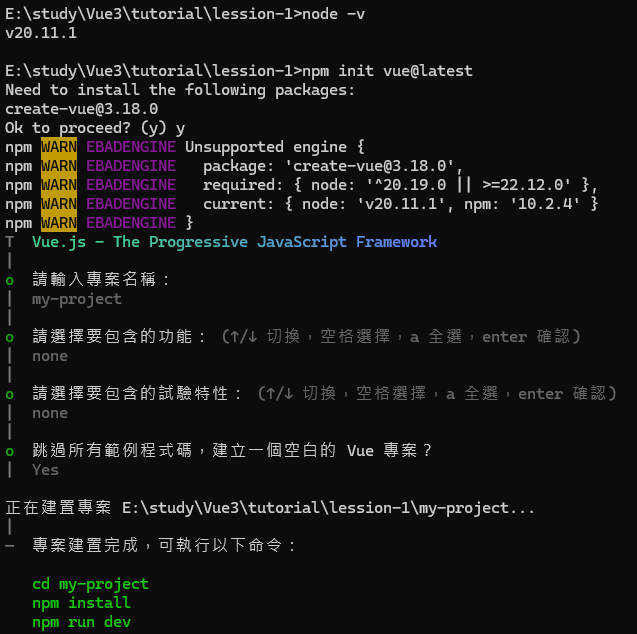 E:\study\Vue3\tutorial\lession-1>node -v
v20.11.1
E:\study\Vue3\tutorial\lession-1>npm init vue@latest
Need to install the following packages:
create-vue@3.18.0
Ok to proceed? (y) y
npm WARN EBADENGINE Unsupported engine {
npm WARN EBADENGINE   package: 'create-vue@3.18.0',
npm WARN EBADENGINE   required: { node: '^20.19.0 || >=22.12.0' },
npm WARN EBADENGINE   current: { node: 'v20.11.1', npm: '10.2.4' }
npm WARN EBADENGINE }
T  Vue.js - The Progressive JavaScript Framework
|
o  請輸入專案名稱：
|  my-project
|
o  請選擇要包含的功能： (↑/↓ 切換，空格選擇，a 全選，enter 確認)
|  none
|
o  請選擇要包含的試驗特性： (↑/↓ 切換，空格選擇，a 全選，enter 確認)
|  none
|
o  跳過所有範例程式碼，建立一個空白的 Vue 專案？
|  Yes
正在建置專案 E:\study\Vue3\tutorial\lession-1\my-project...
|
—  專案建置完成，可執行以下命令：
cd my-project
npm install
npm run dev